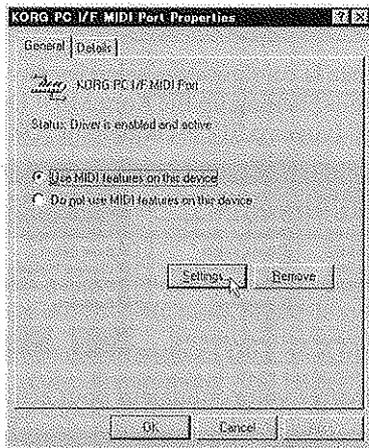 KORG PC I/F MIDI Port Properties
General Details
KORG PC I/F MIDI Port
Status: Driver is enabled and active
Use MIDI features on this device
Do not use MIDI features on this device
Settings Remove
OK Cancel